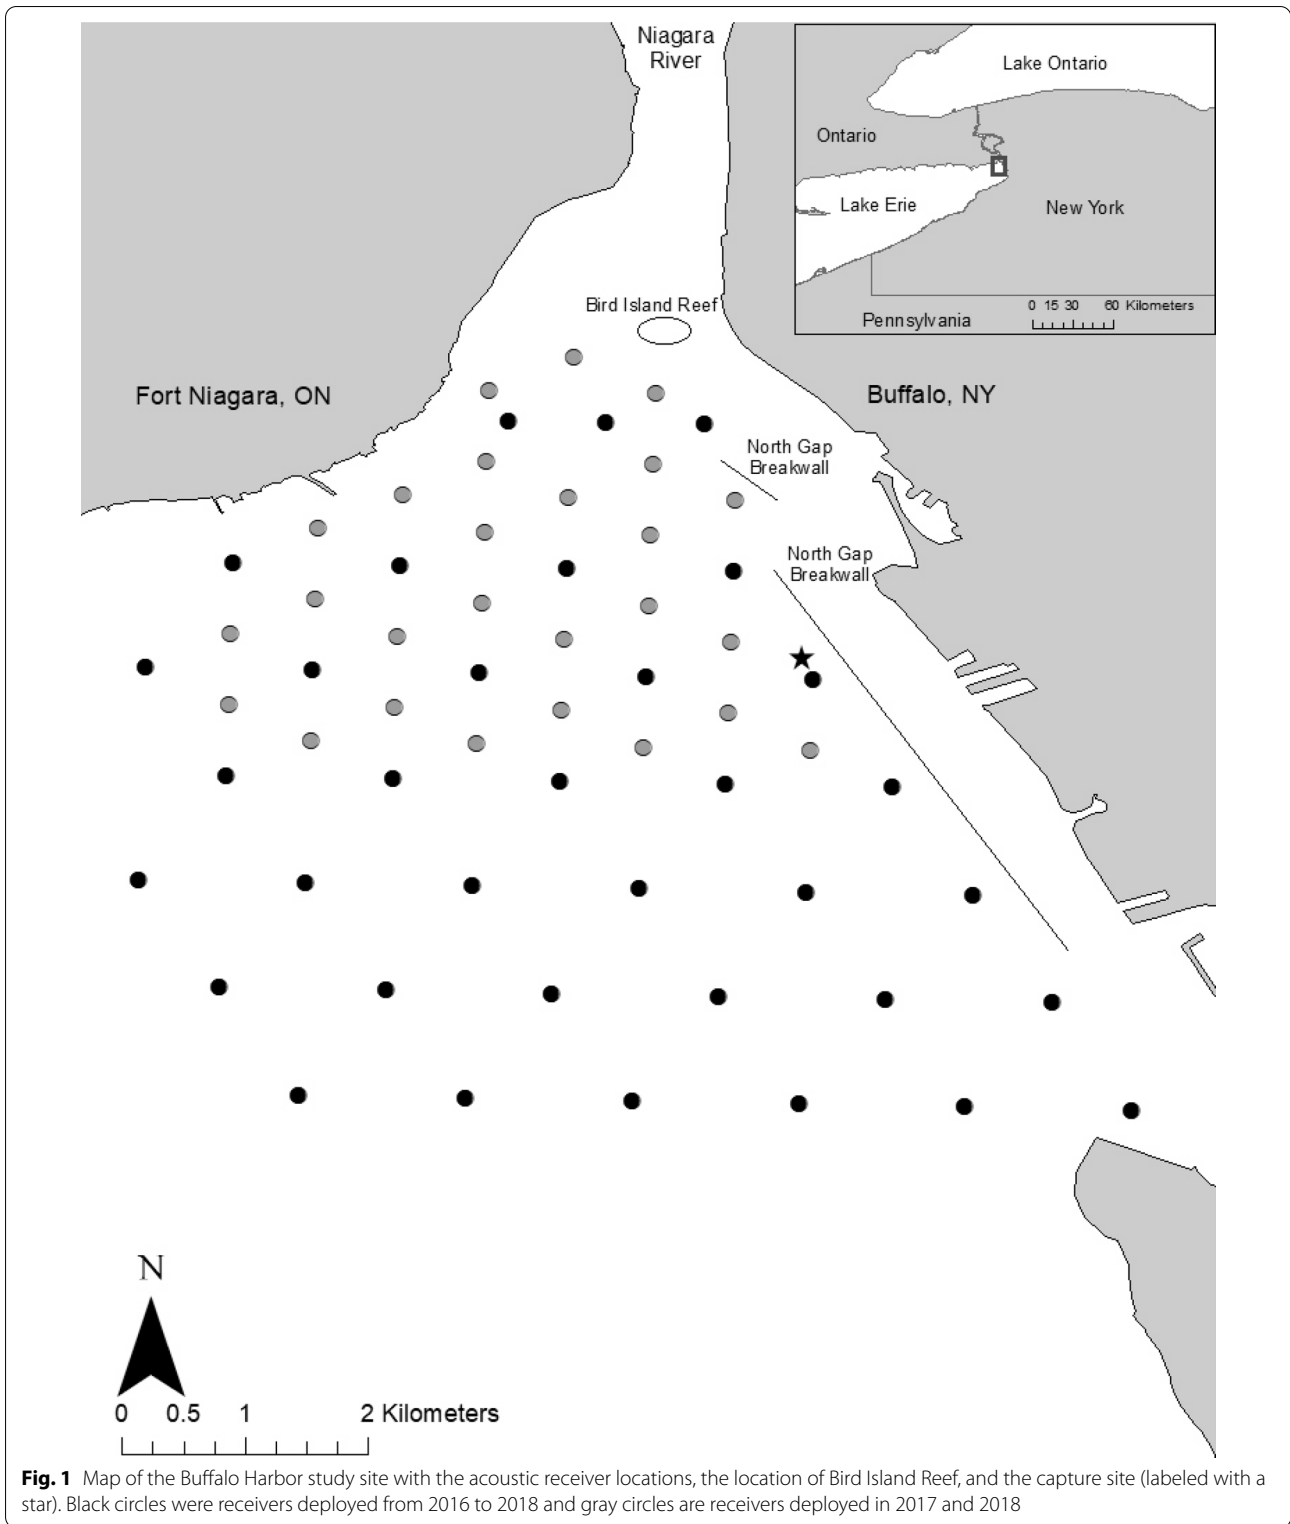 Niagara
River
Lake Ontario
Ontario
Lake Erie
New York
0 15 30 60 Kilometers
Pennsylvania
Bird Island Reef
Fort Niagara, ON
Buffalo, NY
North Gap
Breakwall
North Gap
Breakwall
N
0 0.5 1 2 Kilometers
Fig. 1 Map of the Buffalo Harbor study site with the acoustic receiver locations, the location of Bird Island Reef, and the capture site (labeled with a
star). Black circles were receivers deployed from 2016 to 2018 and gray circles are receivers deployed in 2017 and 2018